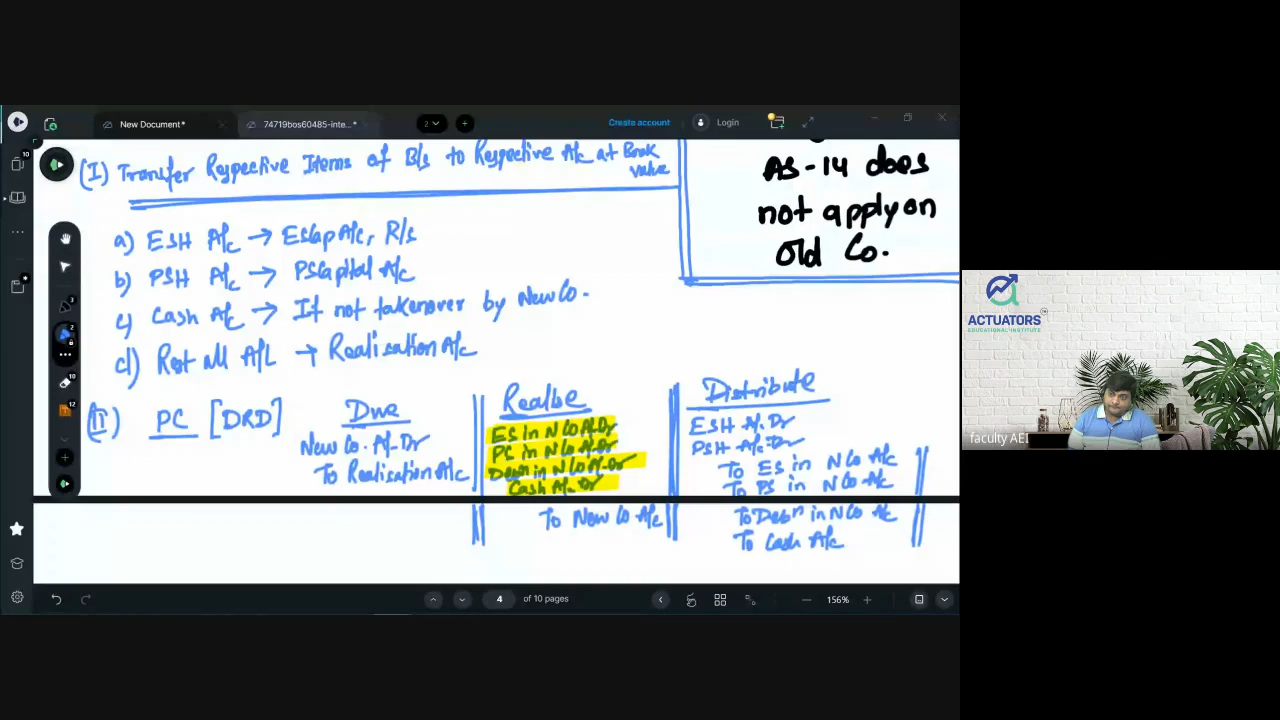 New Document*
74719bos60485-inte...*
2
Create account
Login
(I) Transfer Respective Items of B/s to Respective A/c at Book value
AS-14 does
not apply on
Old Co.
a) ESH A/c → EsCap A/c, R/s
b) PSH A/c → PSCapital A/c
c) Cash A/c → If not takenover by New Co.
d) Rest all A/L → Realisation A/c
(II) PC [DRD]
Due
New Co. A/c Dr
To Realisation A/c
Realise
ES in N Co A/c Dr
PS in N Co A/c Dr
Deben in N Co A/c Dr
Cash A/c Dr
To New Co A/c
Distribute
ESH A/c Dr
PSH A/c Dr
To ES in N Co A/c
To PS in N Co A/c
To Deb'n in N Co A/c
To Cash A/c
4 of 10 pages
156%
ACTUATORS
EDUCATIONAL INSTITUTE
faculty AEI